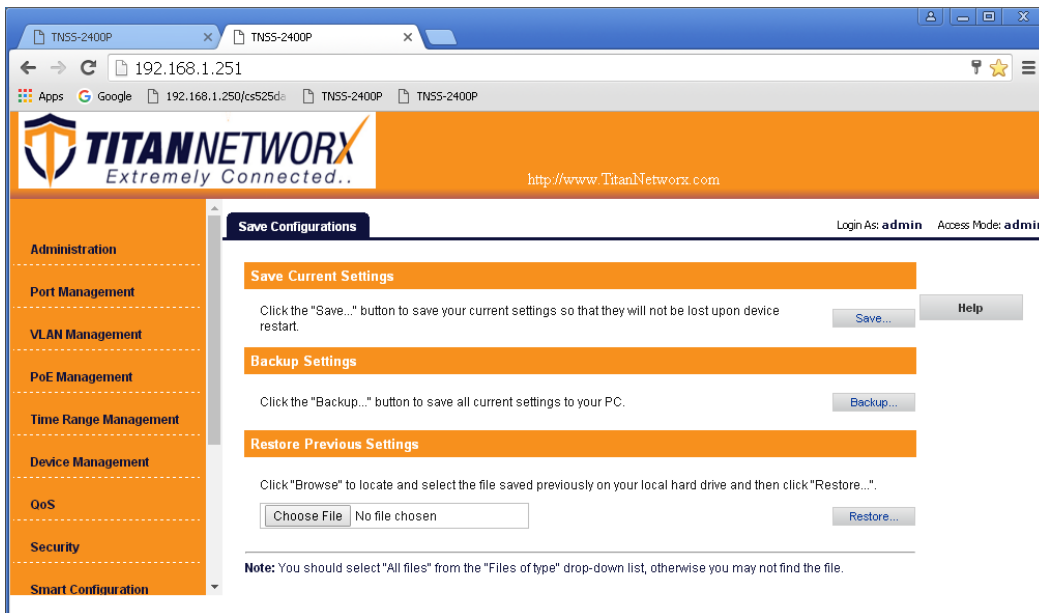 TNSS-2400P
TNSS-2400P
192.168.1.251
Apps
Google
192.168.1.250/cs525da
TNSS-2400P
TNSS-2400P
TITANNETWORX
Extremely Connected..
http://www.TitanNetworx.com
Save Configurations
Login As: admin
Access Mode: admin
Administration
Port Management
VLAN Management
PoE Management
Time Range Management
Device Management
QoS
Security
Smart Configuration
Save Current Settings
Click the "Save..." button to save your current settings so that they will not be lost upon device
restart.
Save...
Help
Backup Settings
Click the "Backup..." button to save all current settings to your PC.
Backup...
Restore Previous Settings
Click "Browse" to locate and select the file saved previously on your local hard drive and then click "Restore...".
Choose File No file chosen
Restore...
Note: You should select "All files" from the "Files of type" drop-down list, otherwise you may not find the file.